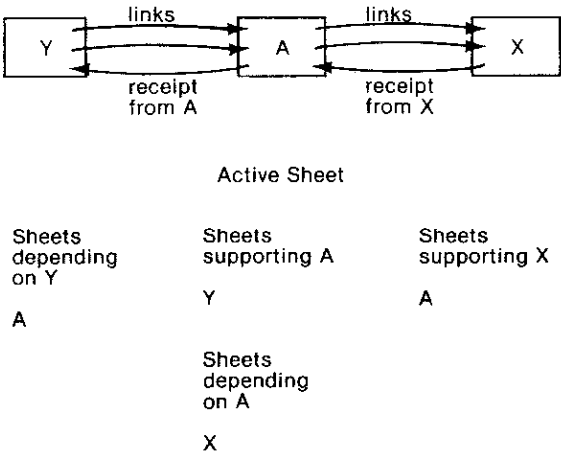 links
links
Y
A
X
receipt
from A
receipt
from X
Active Sheet
Sheets
depending
on Y
A
Sheets
supporting A
Y
Sheets
supporting X
A
Sheets
depending
on A
X